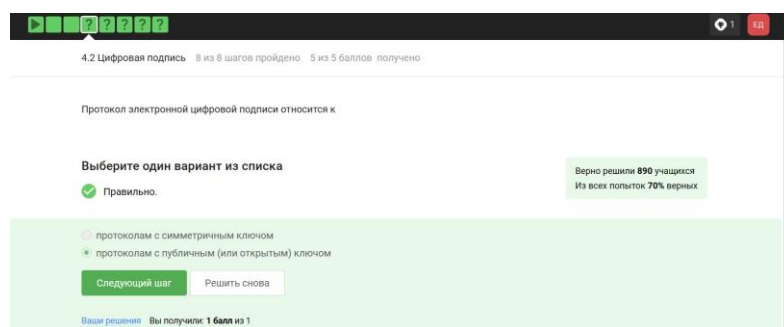 ? ? ? ? ?
1 ЕД
4.2 Цифровая подпись 8 из 8 шагов пройдено 5 из 5 баллов получено
Протокол электронной цифровой подписи относится к
Выберите один вариант из списка
Правильно.
Верно решили 890 учащихся
Из всех попыток 70% верных
протоколам с симметричным ключом
протоколам с публичным (или открытым) ключом
Следующий шаг Решить снова
Ваши решения Вы получили: 1 балл из 1